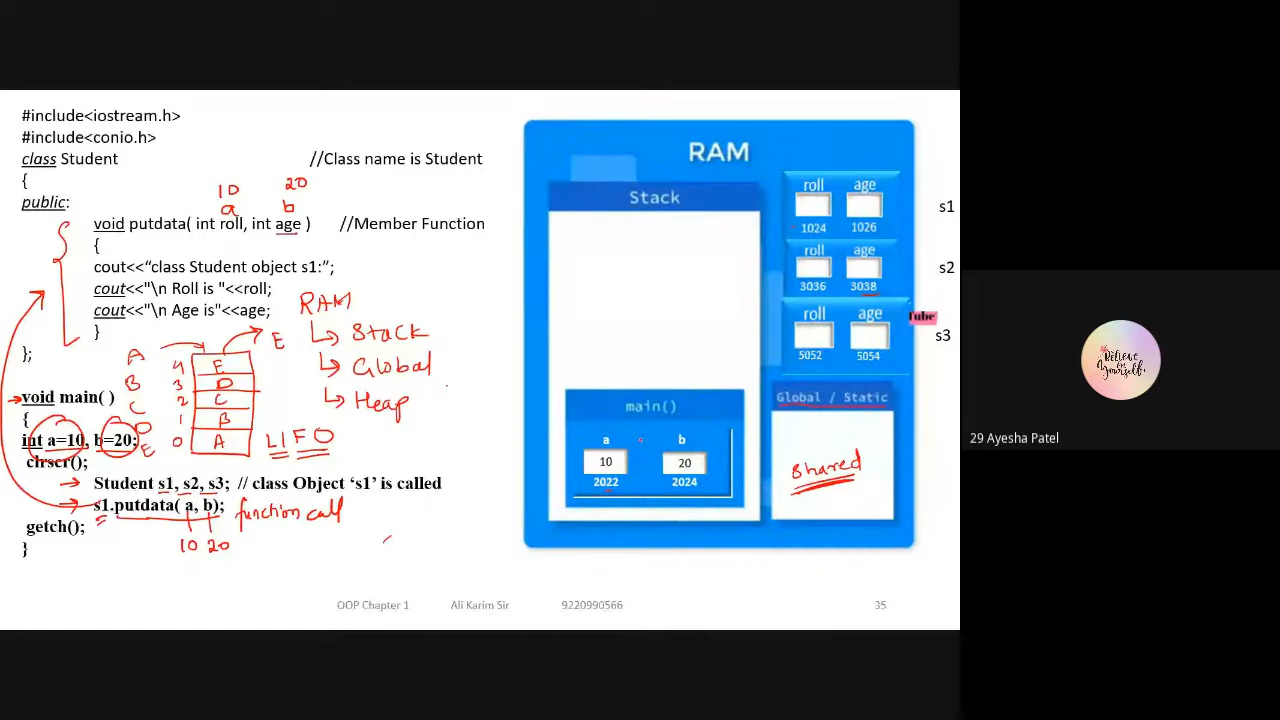 #include<iostream.h>
#include<conio.h>
class Student //Class name is Student
{
10 20
public:
a b
void putdata( int roll, int age ) //Member Function
{
cout<<“class Student object s1:”;
cout<<"\n Roll is "<<roll;
cout<<"\n Age is"<<age;
}
};
RAM
Stack
Global
Heap
A 4 E E
B 3 D
C 2 C
D 1 B
E 0 A
LIFO
void main( )
{
int a=10, b=20;
clrscr();
Student s1, s2, s3; // class Object ‘s1’ is called
s1.putdata( a, b); function call
getch();
10 20
}
RAM
Stack
main()
a b
10 20
2022 2024
roll age
1024 1026
s1
roll age
3036 3038
s2
roll age
5052 5054
s3
Tube
Global / Static
Shared
OOP Chapter 1 Ali Karim Sir 9220990566 35
Believe in Yourself.
29 Ayesha Patel